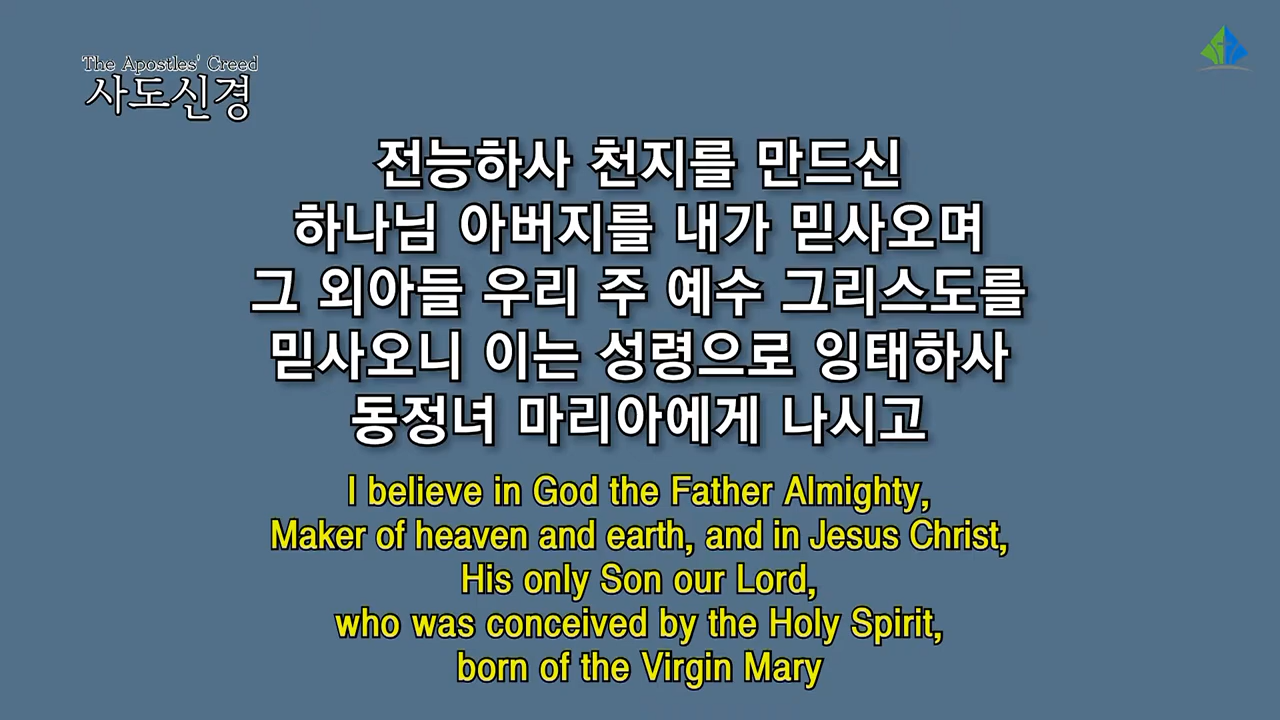 The Apostles' Creed
사도신경
전능하사 천지를 만드신
하나님 아버지를 내가 믿사오며
그 외아들 우리 주 예수 그리스도를
믿사오니 이는 성령으로 잉태하사
동정녀 마리아에게 나시고
I believe in God the Father Almighty,
Maker of heaven and earth, and in Jesus Christ,
His only Son our Lord,
who was conceived by the Holy Spirit,
born of the Virgin Mary